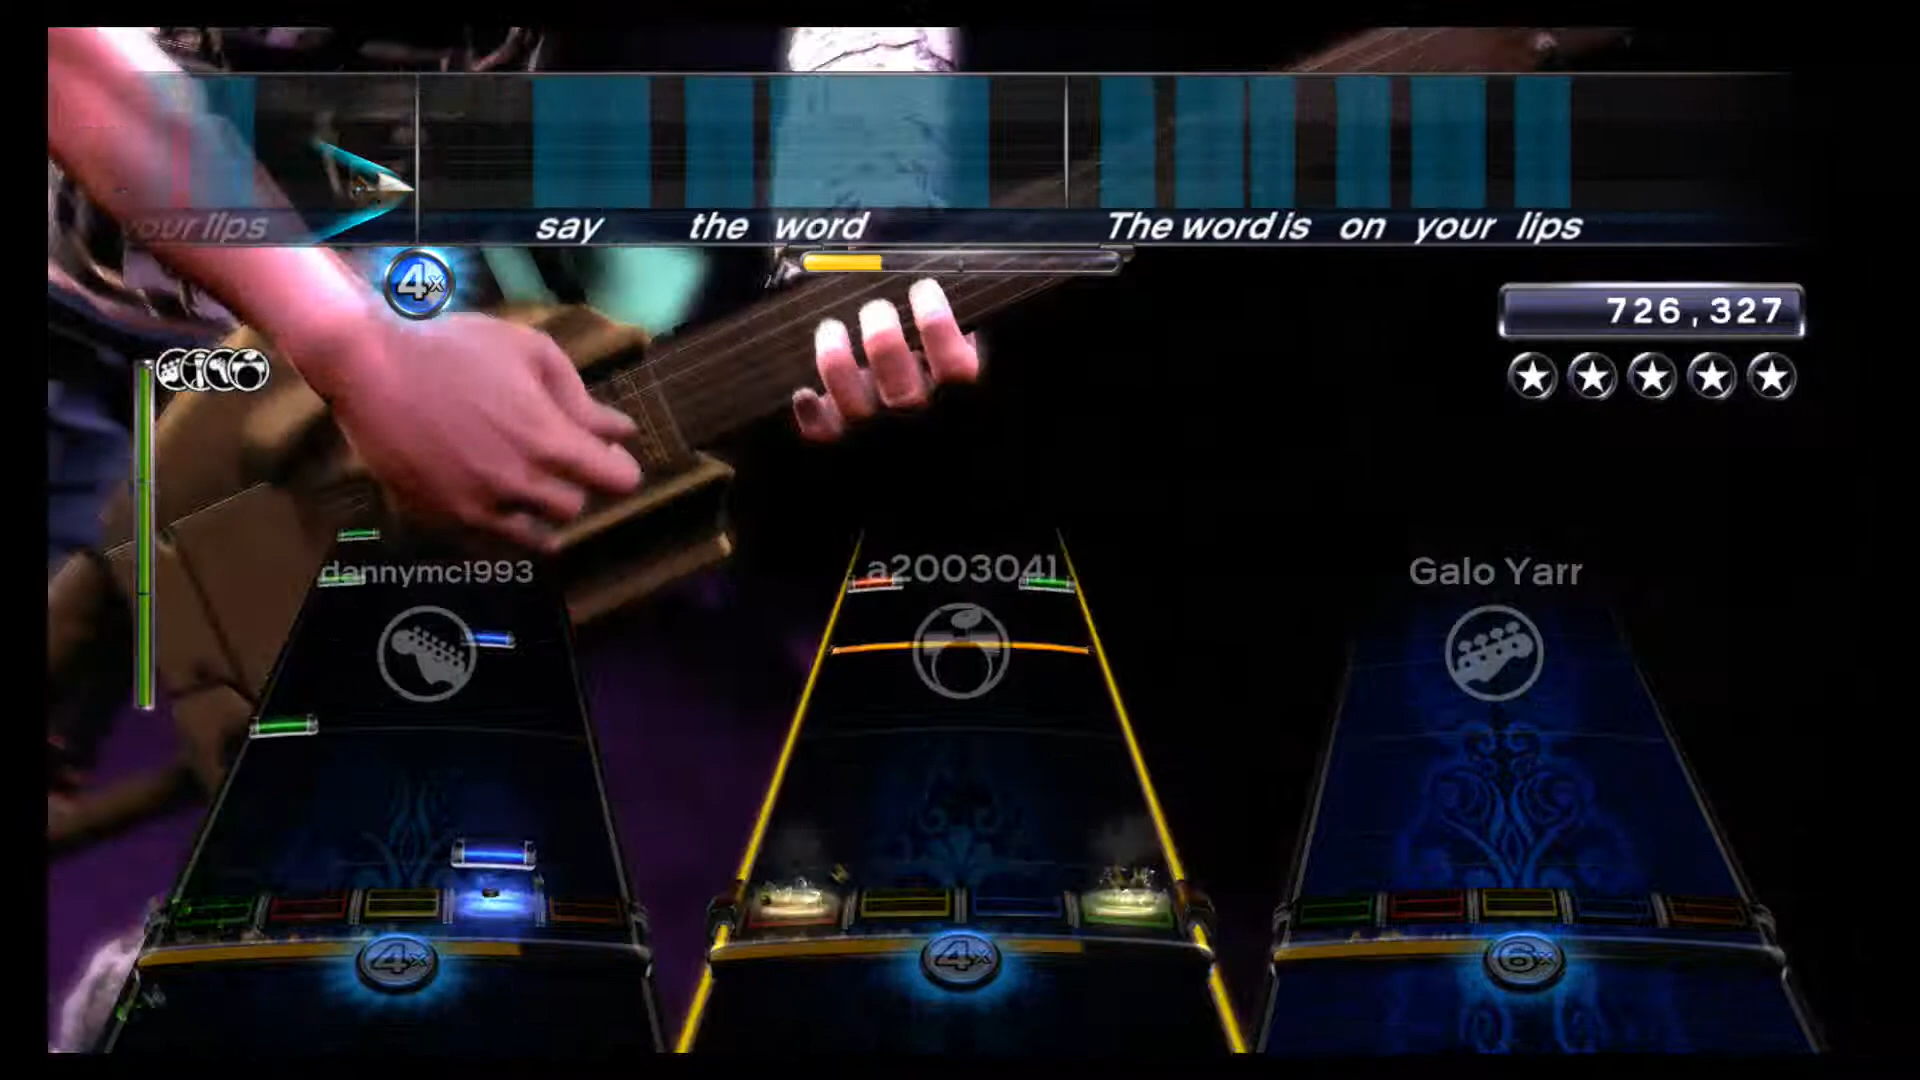 your lips say the word The word is on your lips
4x
726,327
dannymc1993 a2003041 Galo Yarr
4x 4x 6x